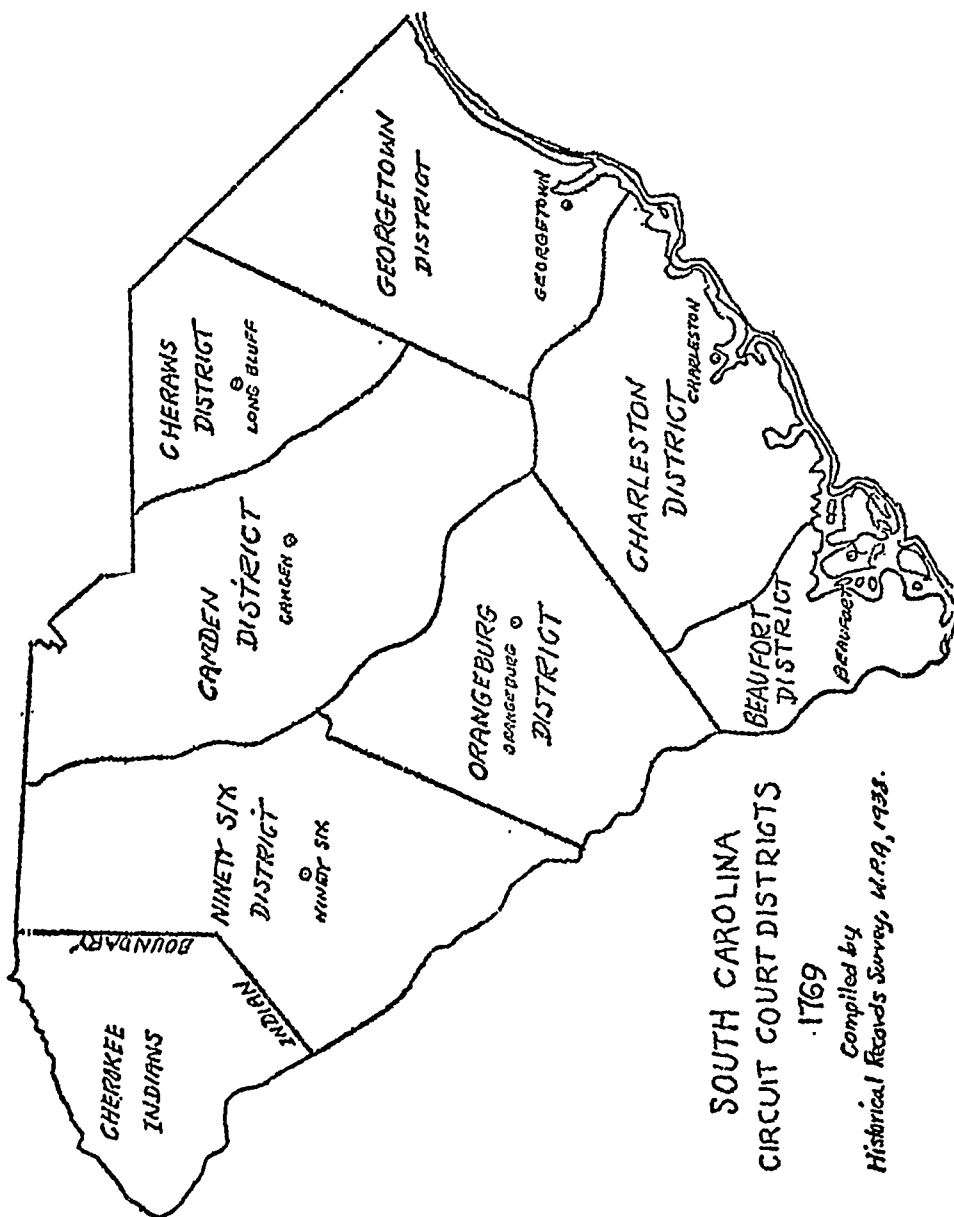 CHEROKEE
INDIANS
INDIAN
BOUNDARY
NINETY SIX
DISTRICT
NINETY SIX
CAMDEN
DISTRICT
CAMDEN
CHERAWS
DISTRICT
LONG BLUFF
GEORGETOWN
DISTRICT
GEORGETOWN
ORANGEBURG
ORANGEBURG
DISTRICT
CHARLESTON
DISTRICT
CHARLESTON
BEAUFORT
DISTRICT
BEAUFORT
SOUTH CAROLINA
CIRCUIT COURT DISTRICTS
1769
Compiled by
Historical Records Survey, W.P.A, 1938.